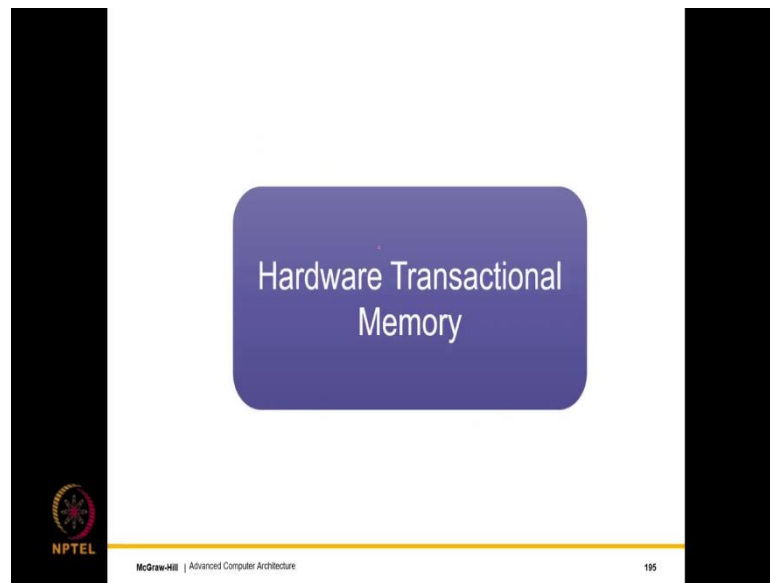 Hardware Transactional
Memory
NPTEL
McGraw-Hill | Advanced Computer Architecture
195